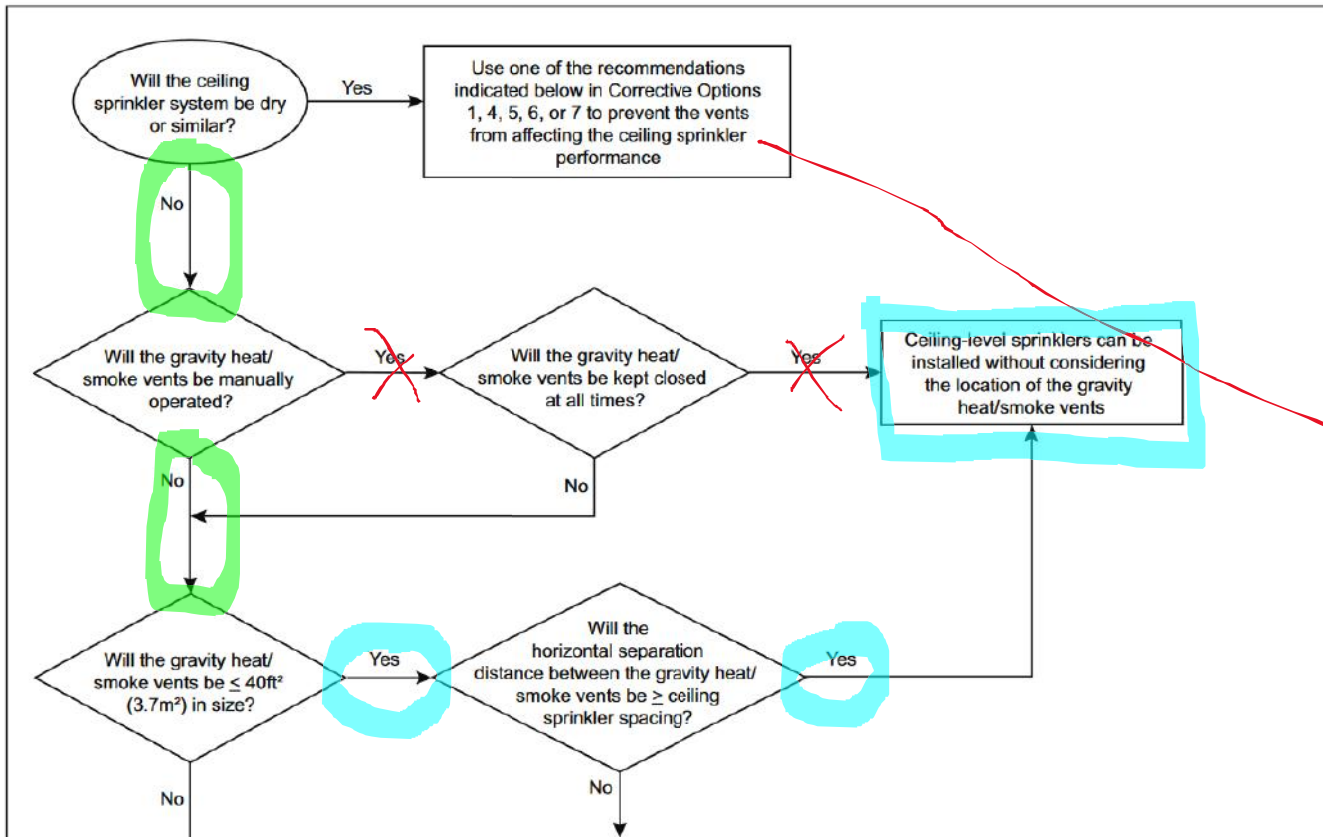 Will the ceiling
sprinkler system be dry
or similar?
Yes
Use one of the recommendations
indicated below in Corrective Options
1, 4, 5, 6, or 7 to prevent the vents
from affecting the ceiling sprinkler
performance
No
Will the gravity heat/
smoke vents be manually
operated?
Yes
Will the gravity heat/
smoke vents be kept closed
at all times?
Yes
Ceiling-level sprinklers can be
installed without considering
the location of the gravity
heat/smoke vents
No
No
Will the gravity heat/
smoke vents be ≤ 40ft²
(3.7m²) in size?
Yes
Will the
horizontal separation
distance between the gravity heat/
smoke vents be ≥ ceiling
sprinkler spacing?
Yes
No
No